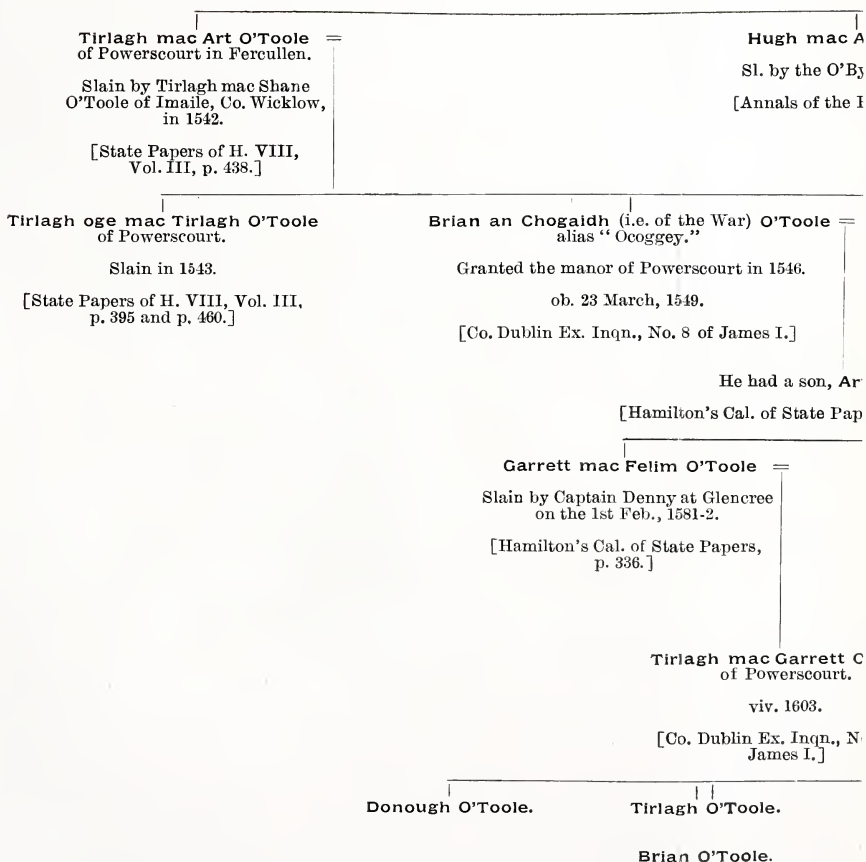 Tirlagh mac Art O'Toole =
of Powerscourt in Fercullen.
Slain by Tirlagh mac Shane
O'Toole of Imaile, Co. Wicklow,
in 1542.
[State Papers of H. VIII,
Vol. III, p. 438.]
Hugh mac A
Sl. by the O'By
[Annals of the
Tirlagh oge mac Tirlagh O'Toole
of Powerscourt.
Slain in 1543.
[State Papers of H. VIII, Vol. III,
p. 395 and p. 460.]
Brian an Chogaidh (i.e. of the War) O'Toole =
alias "Ocoggey."
Granted the manor of Powerscourt in 1546.
ob. 23 March, 1549.
[Co. Dublin Ex. Inqn., No. 8 of James I.]
He had a son, Ar
[Hamilton's Cal. of State Pap
Garrett mac Felim O'Toole =
Slain by Captain Denny at Glencree
on the 1st Feb., 1581-2.
[Hamilton's Cal. of State Papers,
p. 336.]
Tirlagh mac Garrett
of Powerscourt.
viv. 1603.
[Co. Dublin Ex. Inqn., N
James I.]
Donough O'Toole.
Tirlagh O'Toole.
Brian O'Toole.